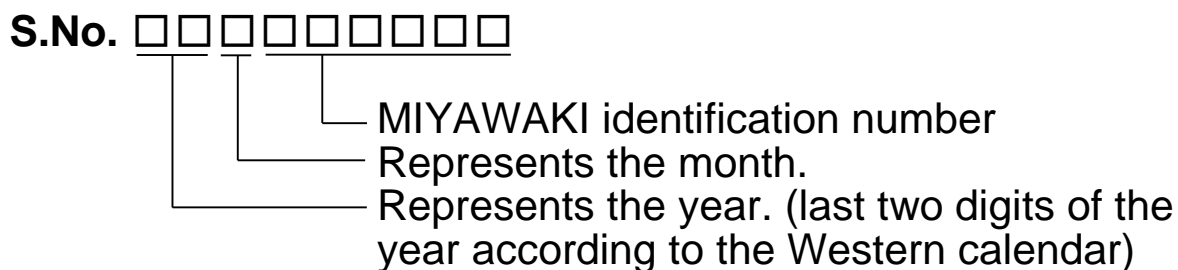 S.No. □□□□□□□□□
MIYAWAKI identification number
Represents the month.
Represents the year. (last two digits of the
year according to the Western calendar)